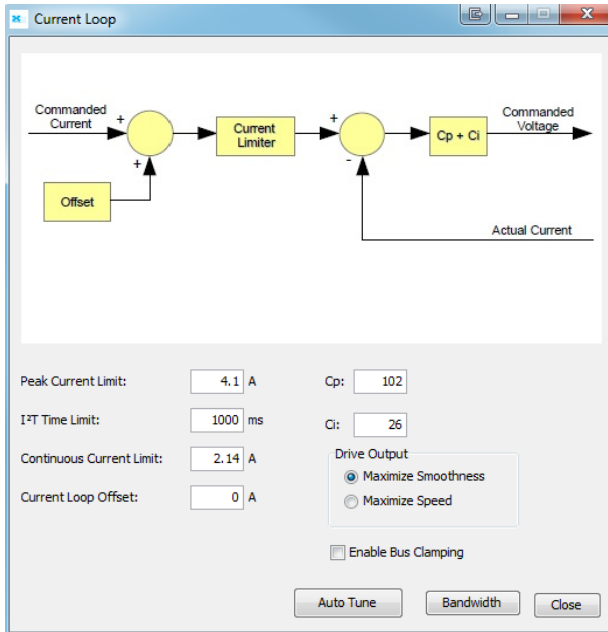 Current Loop
Commanded
Current
+
+
Offset
Current
Limiter
+
-
Cp + Ci
Commanded
Voltage
Actual Current
Peak Current Limit: 4.1 A
Cp: 102
I²T Time Limit: 1000 ms
Ci: 26
Continuous Current Limit: 2.14 A
Drive Output
Maximize Smoothness
Current Loop Offset: 0 A
Maximize Speed
Enable Bus Clamping
Auto Tune Bandwidth Close